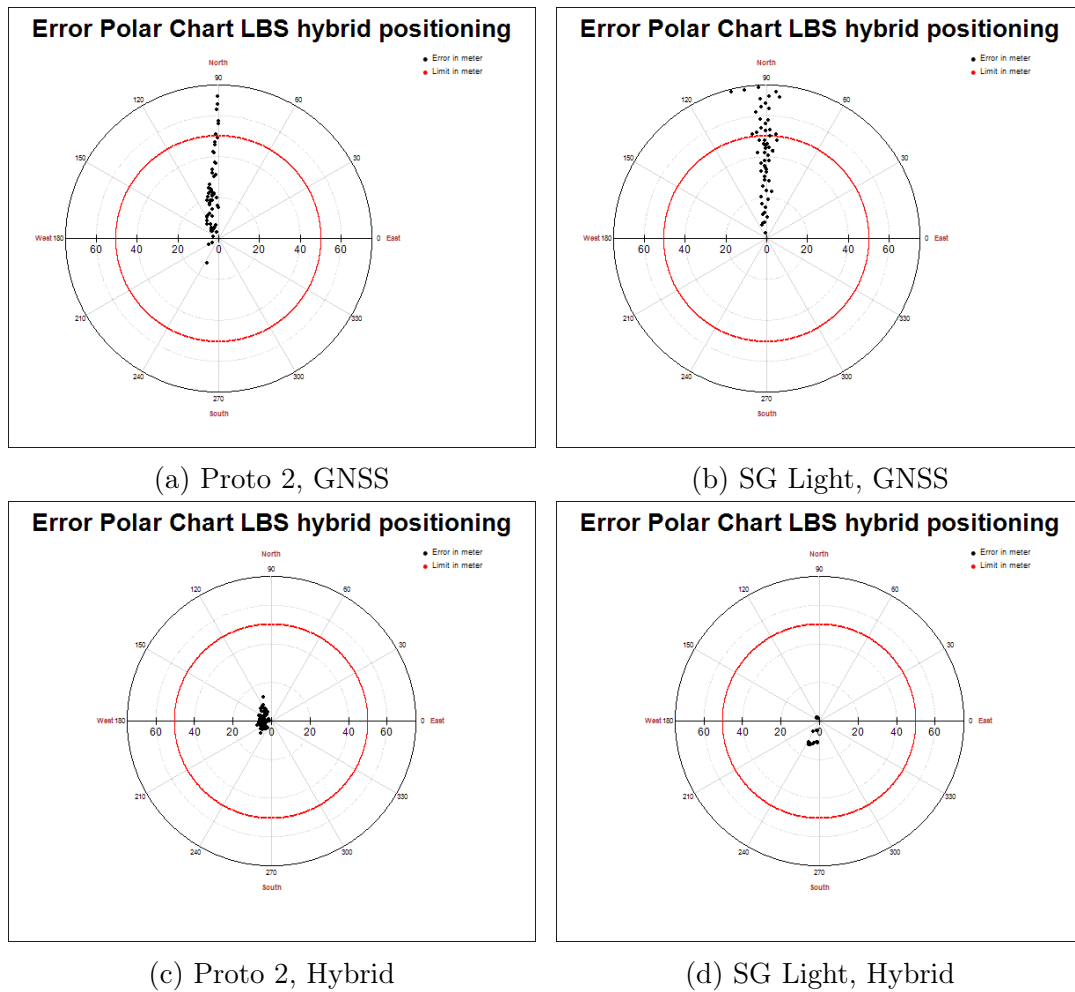 Error Polar Chart LBS hybrid positioning
Error in meter
Limit in meter
North
90
120
60
150
30
West 180
0 East
60 40 20 0 20 40 60
210
330
240
300
270
South
(a) Proto 2, GNSS
Error Polar Chart LBS hybrid positioning
Error in meter
Limit in meter
North
90
120
60
150
30
West 180
0 East
60 40 20 0 20 40 60
210
330
240
300
270
South
(b) SG Light, GNSS
Error Polar Chart LBS hybrid positioning
Error in meter
Limit in meter
North
90
120
60
150
30
West 180
0 East
60 40 20 0 20 40 60
210
330
240
300
270
South
(c) Proto 2, Hybrid
Error Polar Chart LBS hybrid positioning
Error in meter
Limit in meter
North
90
120
60
150
30
West 180
0 East
60 40 20 0 20 40 60
210
330
240
300
270
South
(d) SG Light, Hybrid